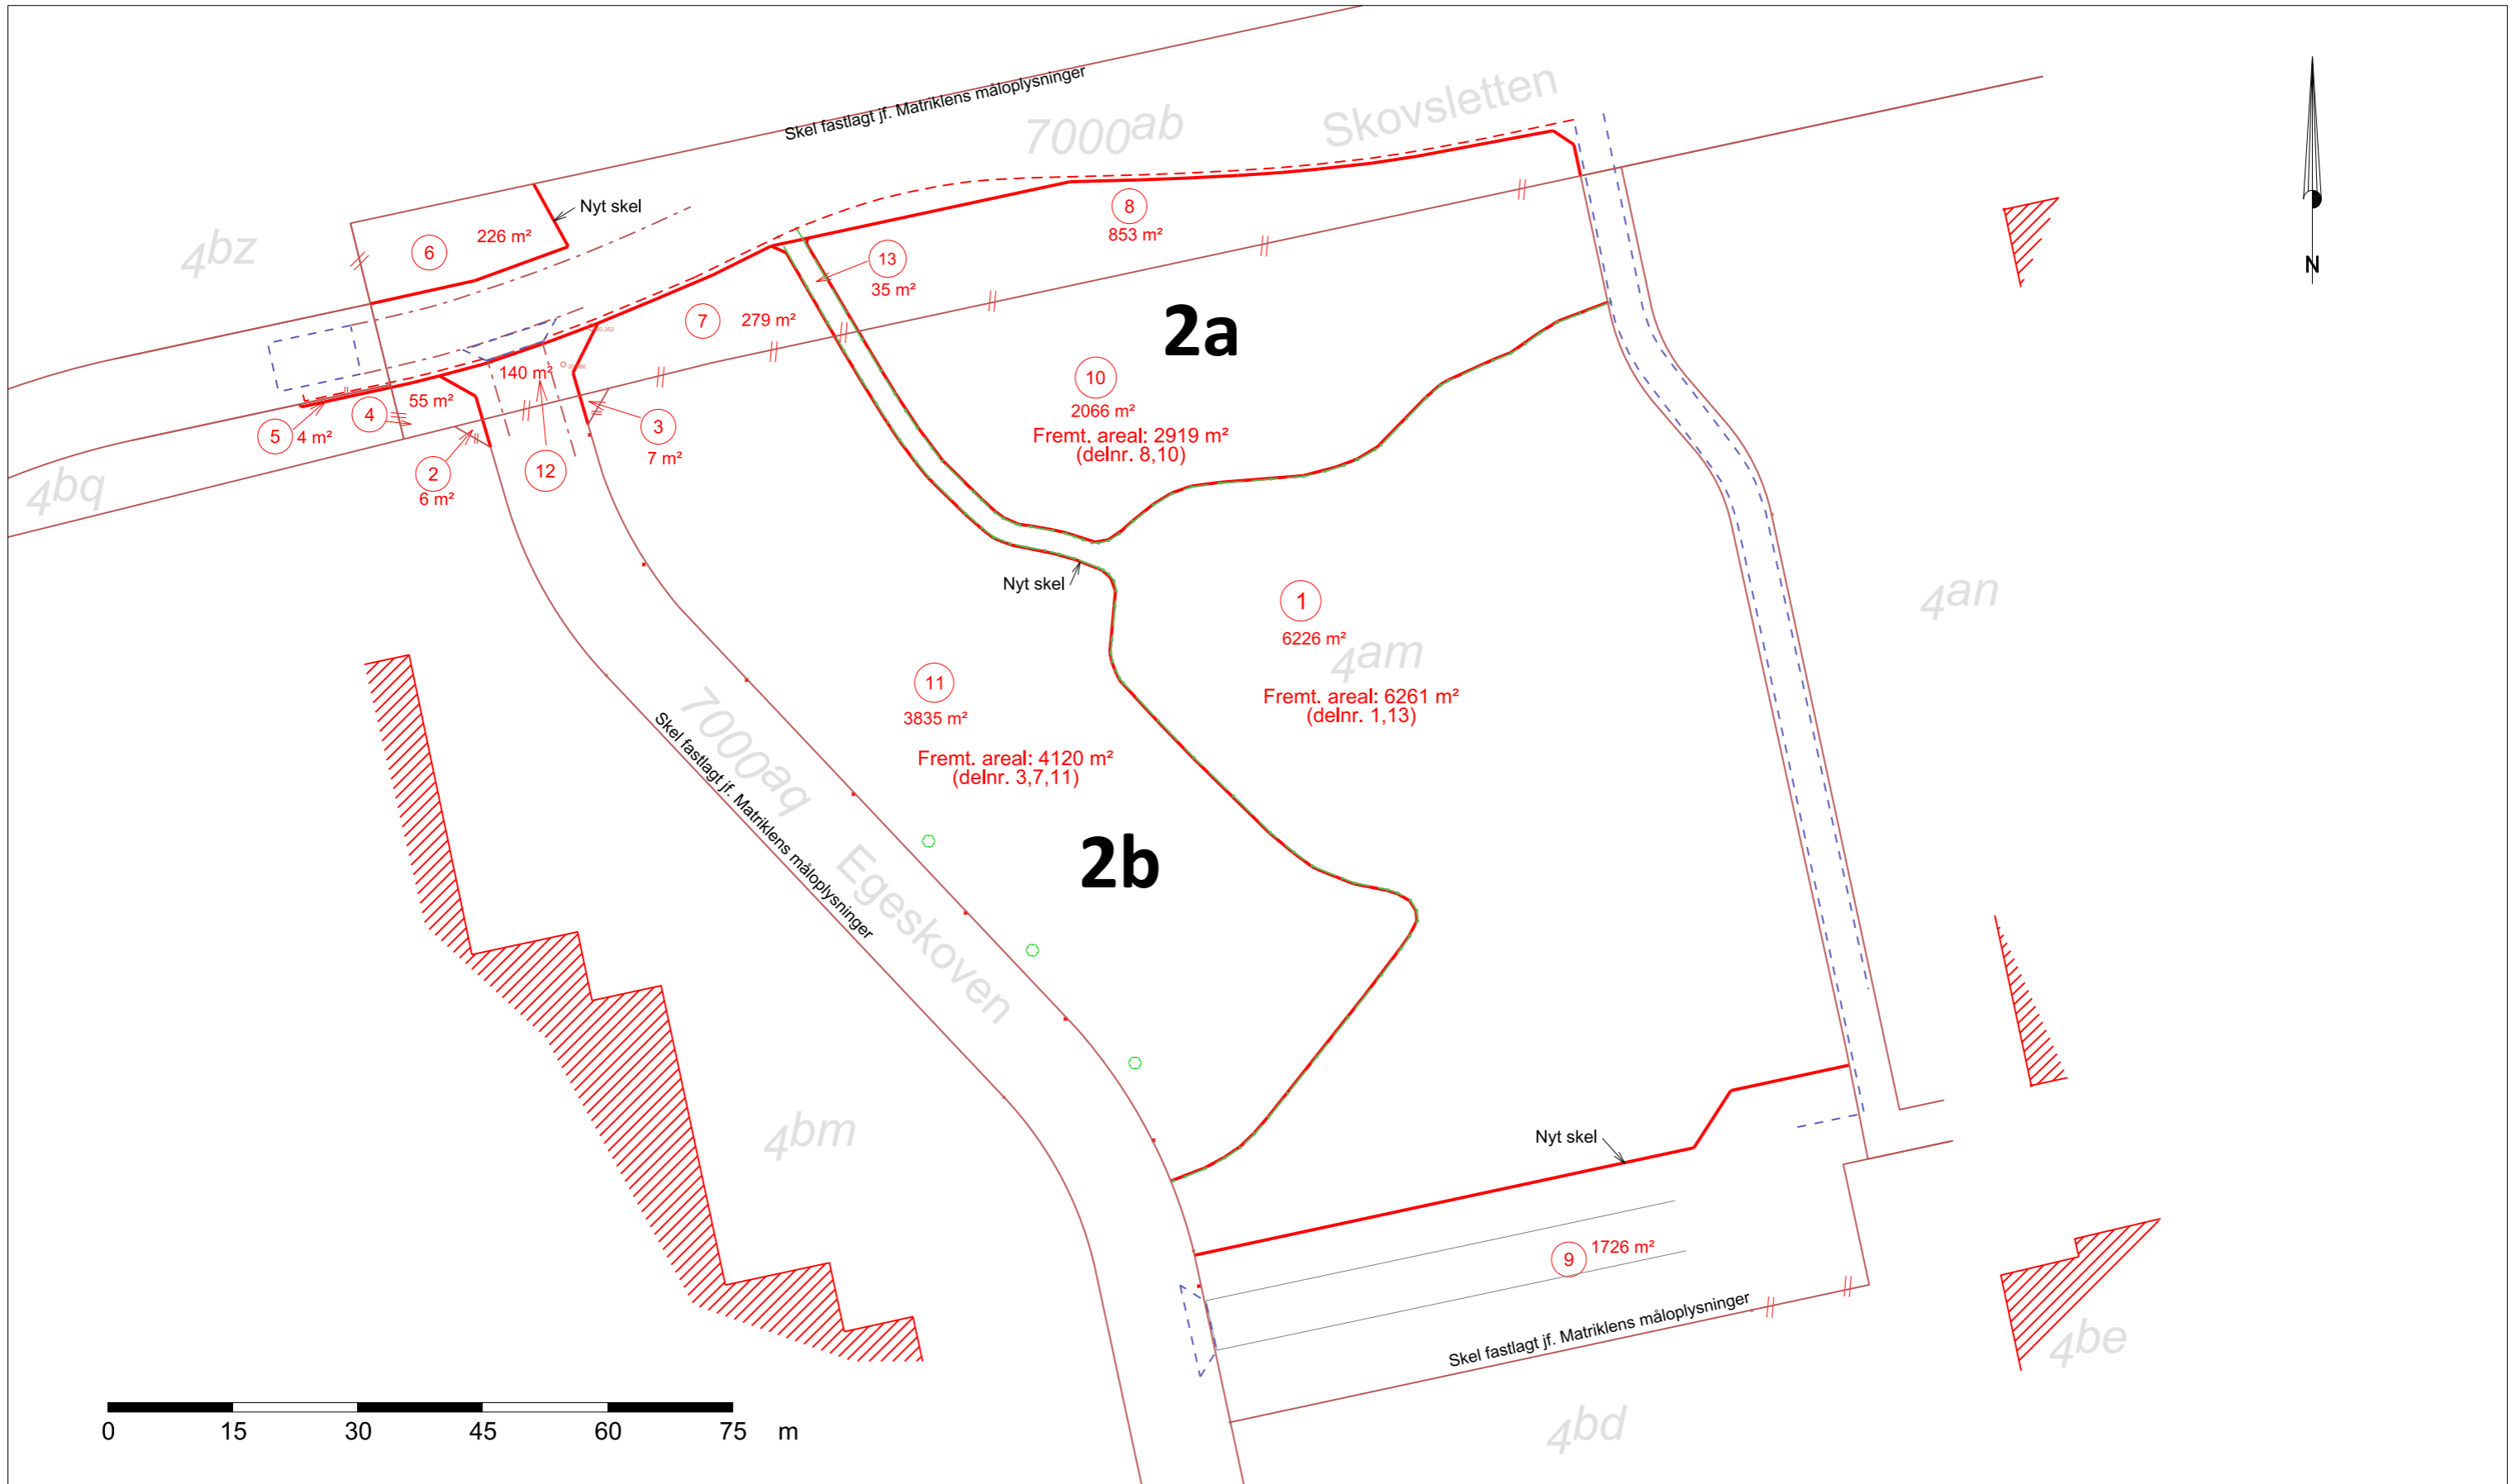 Skel fastlagt jf. Matriklens måloplysninger
7000ab
Skovsletten
Nyt skel
6
226 m²
4bz
8
853 m²
13
35 m²
N
7
279 m²
2a
140 m²
10
2066 m²
Fremt. areal: 2919 m²
(delnr. 8,10)
55 m²
4
5
4 m²
3
7 m²
2
6 m²
12
4bq
Nyt skel
1
6226 m²
4am
4an
Fremt. areal: 6261 m²
(delnr. 1,13)
11
3835 m²
Fremt. areal: 4120 m²
(delnr. 3,7,11)
7000aq
Skel fastlagt jf. Matriklens måloplysninger
Egeskoven
2b
4bm
Nyt skel
9
1726 m²
Skel fastlagt jf. Matriklens måloplysninger
4be
4bd
0 15 30 45 60 75 m